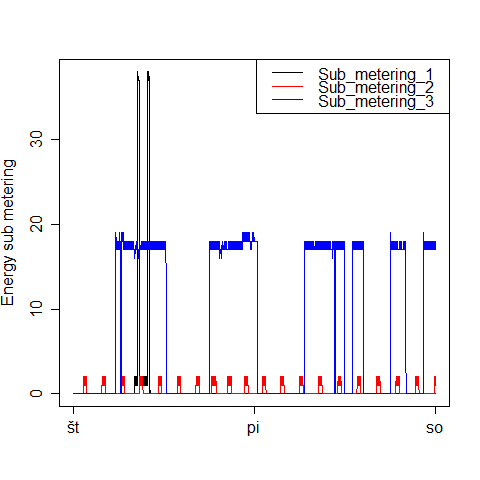 Sub_metering_1
Sub_metering_2
Sub_metering_3
Energy sub metering
30
20
10
0
št
pi
so